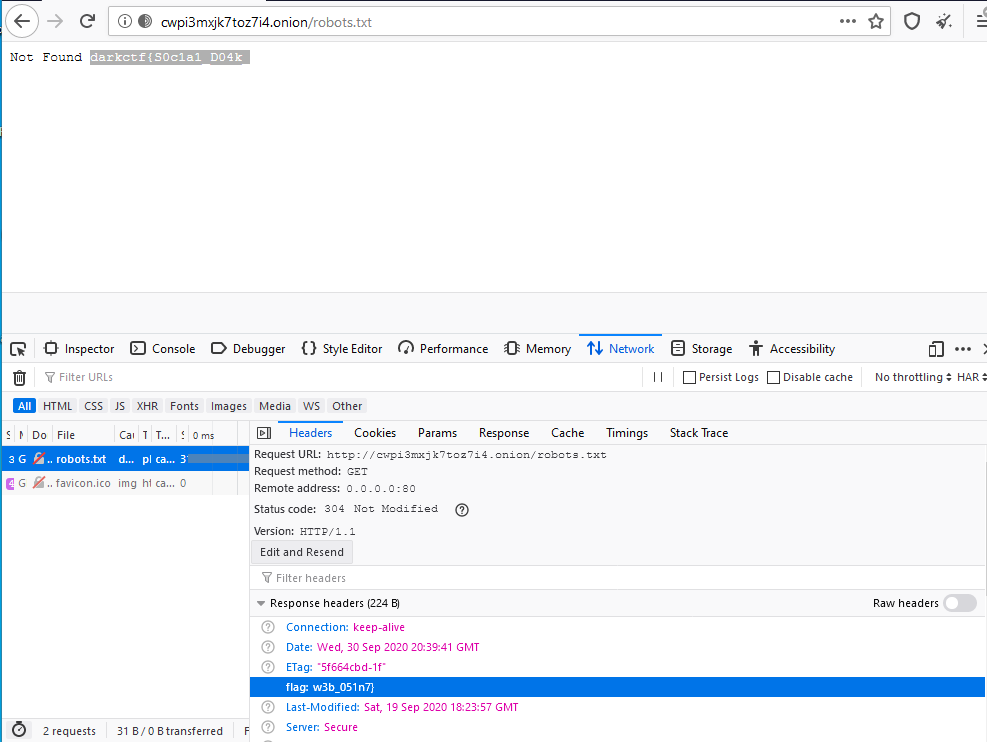 cwpi3mxjk7toz7i4.onion/robots.txt
Not Found darkctf{S0c1a1_D04k_
Inspector Console Debugger {} Style Editor Performance Memory Network Storage Accessibility
Filter URLs Persist Logs Disable cache No throttling HAR
All HTML CSS JS XHR Fonts Images Media WS Other
S M Do File Cau T T... S 0 ms
Headers Cookies Params Response Cache Timings Stack Trace
3 G .. robots.txt d... pl ca... 31
4 G .. favicon.ico img ht ca... 0
Request URL: http://cwpi3mxjk7toz7i4.onion/robots.txt
Request method: GET
Remote address: 0.0.0.0:80
Status code: 304 Not Modified ?
Version: HTTP/1.1
Edit and Resend
Filter headers
Response headers (224 B) Raw headers
? Connection: keep-alive
? Date: Wed, 30 Sep 2020 20:39:41 GMT
? ETag: "5f664cbd-1f"
flag: w3b_051n7}
? Last-Modified: Sat, 19 Sep 2020 18:23:57 GMT
? Server: Secure
2 requests 31 B / 0 B transferred F